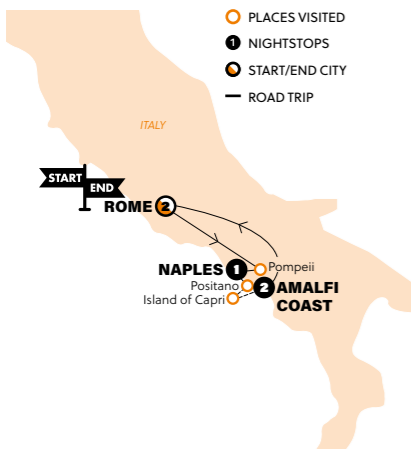 PLACES VISITED
1 NIGHTSTOPS
START/END CITY
ROAD TRIP
ITALY
START
END
ROME 2
NAPLES 1
Pompeii
Positano
2 AMALFI
COAST
Island of Capri